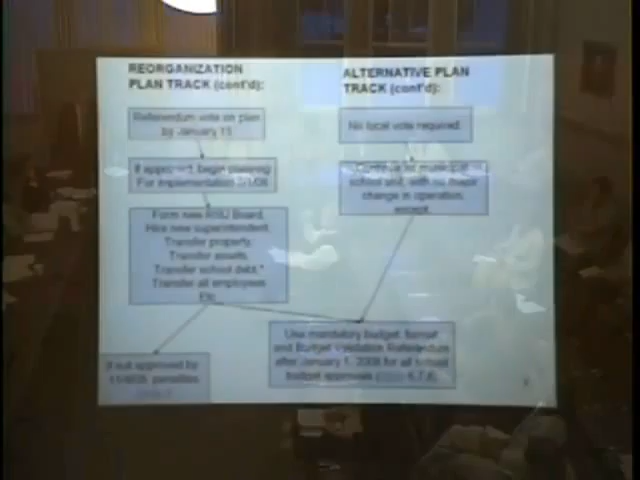 REORGANIZATION
PLAN TRACK (cont'd):
Referendum vote on plan
by January 15
If approved, begin planning
For implementation
Form new RSU Board.
Hire new superintendent.
Transfer property.
Transfer assets.
Transfer school debt.*
Transfer all employees
Etc.
If not approved by
penalties
ALTERNATIVE PLAN
TRACK (cont'd):
No local vote required.
school unit, with no major
change in operation,
except
Use mandatory budget format
and Budget Validation Referendum
after January 1, 2008 for all school
budget approvals